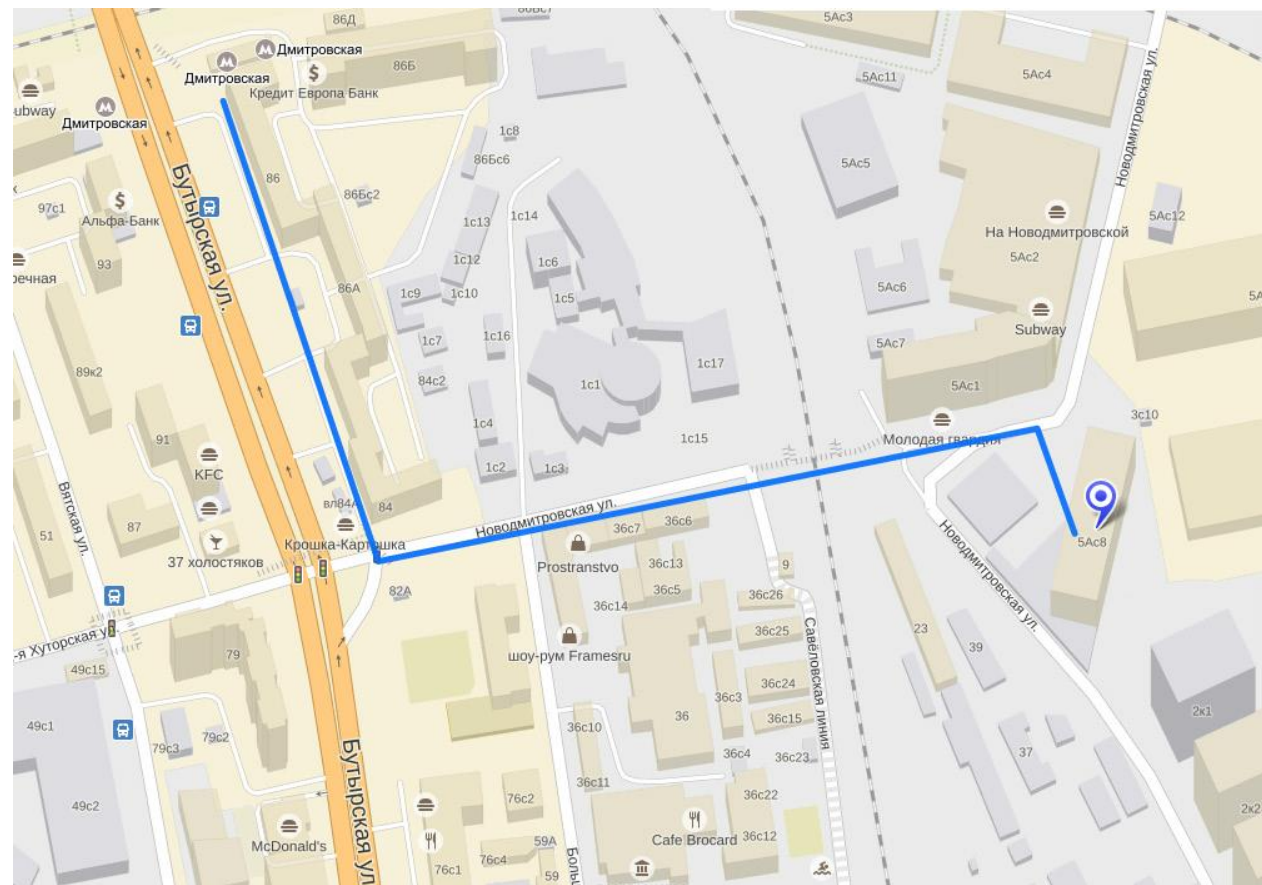 86Д
80Бс7
5Ас3
Дмитровская
86Б
Дмитровская
Кредит Европа Банк
5Ас11
5Ас4
Новодмитровская ул.
ubway
Дмитровская
1с8
86Бс6
5Ас5
Бутырская ул.
86
86Бс2
97с1
Альфа-Банк
1с13
1с14
5Ас12
На Новодмитровской
5Ас2
93
речная
1с12
1с6
86А
1с9
1с10
1с5
5Ас6
5А
Subway
1с7
1с16
5Ас7
89к2
84с2
1с1
1с17
5Ас1
3с10
91
1с4
Молодая гвардия
1с15
KFC
1с2
1с3
Вятская ул.
вл84А
84
Новодмитровская ул.
51
87
Крошка-Картошка
36с7
36с6
37 холостяков
Prostranstvo
36с13
9
5Ас8
82А
36с5
36с26
Новодмитровская ул.
36с14
36с25
23
-я Хуторская ул.
79
шоу-рум Framesru
39
Савёловская линия
49с15
36с3
36с24
49с1
36с10
36
36с15
2к1
79с3
79с2
Бутырская ул.
36с4
36с23
37
49с2
36с11
36с22
76с2
2к2
McDonald's
59А
Cafe Brocard
36с12
76с1
76с4
59
Больш